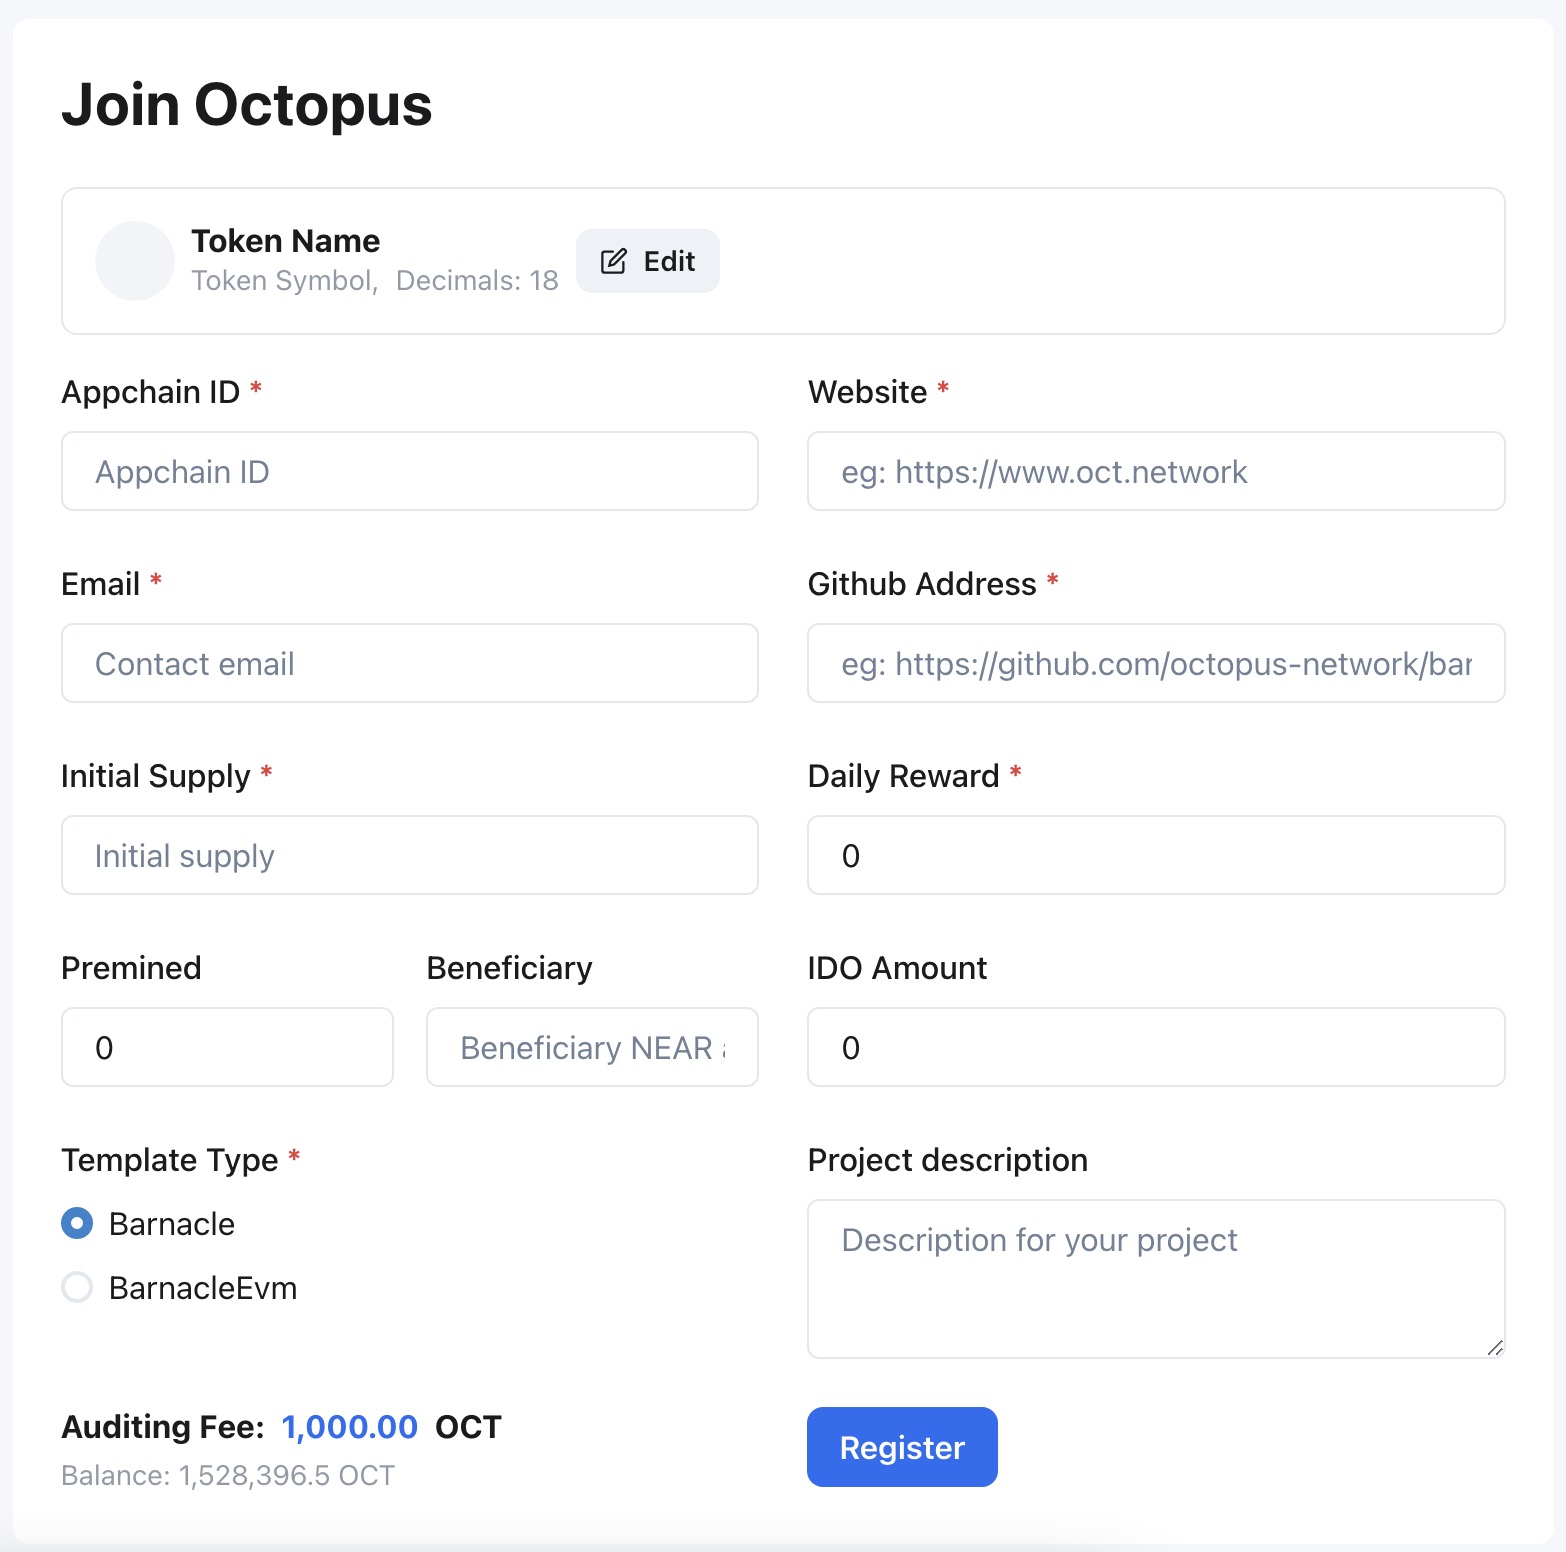 Join Octopus
Token Name
Token Symbol, Decimals: 18
Edit
Appchain ID *
Website *
Appchain ID
eg: https://www.oct.network
Email *
Github Address *
Contact email
eg: https://github.com/octopus-network/bar
Initial Supply *
Daily Reward *
Initial supply
0
Premined
Beneficiary
IDO Amount
0
Beneficiary NEAR
0
Template Type *
Project description
Barnacle
Description for your project
BarnacleEvm
Auditing Fee: 1,000.00 OCT
Register
Balance: 1,528,396.5 OCT